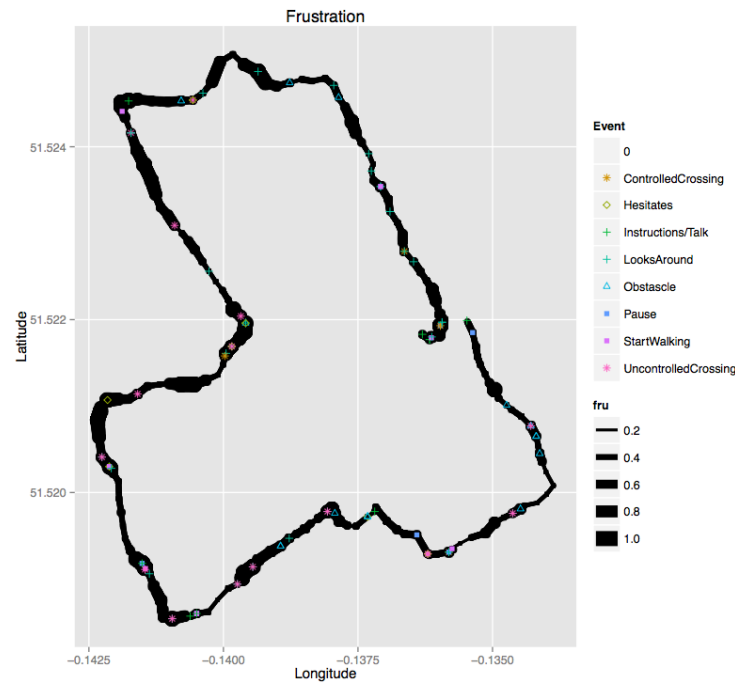 Frustration
51.524
51.522
51.520
Latitude
−0.1425
−0.1400
−0.1375
−0.1350
Longitude
Event
0
ControlledCrossing
Hesitates
Instructions/Talk
LooksAround
Obstascle
Pause
StartWalking
UncontrolledCrossing
fru
0.2
0.4
0.6
0.8
1.0